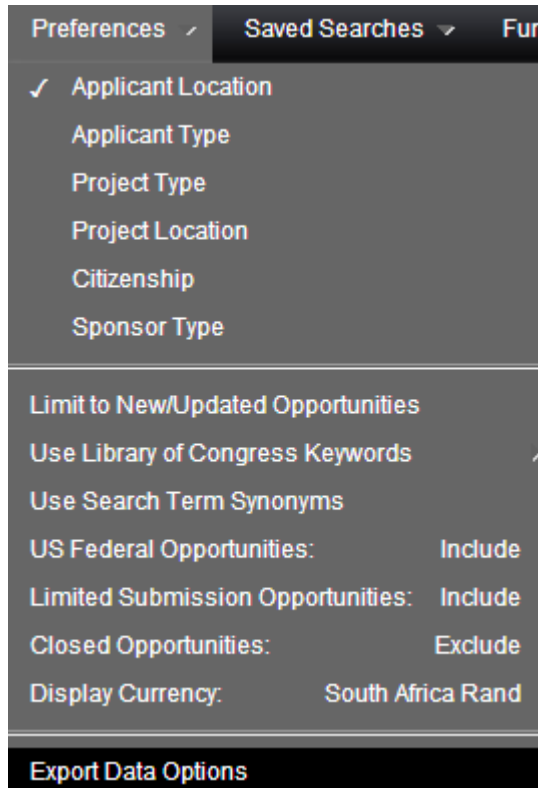 Preferences Saved Searches Fur
✓ Applicant Location
Applicant Type
Project Type
Project Location
Citizenship
Sponsor Type
Limit to New/Updated Opportunities
Use Library of Congress Keywords
Use Search Term Synonyms
US Federal Opportunities: Include
Limited Submission Opportunities: Include
Closed Opportunities: Exclude
Display Currency: South Africa Rand
Export Data Options